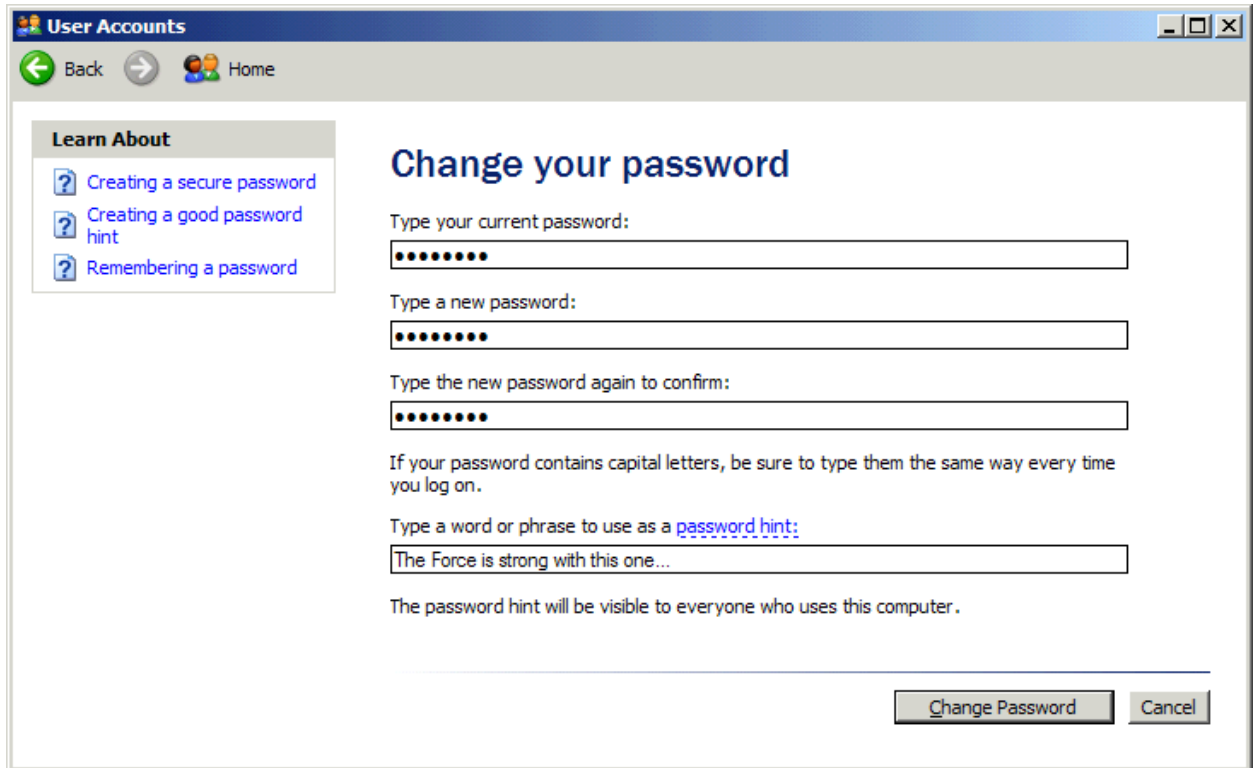 User Accounts
Back
Home
Learn About
Creating a secure password
Creating a good password
hint
Remembering a password
Change your password
Type your current password:
••••••••
Type a new password:
••••••••
Type the new password again to confirm:
••••••••
If your password contains capital letters, be sure to type them the same way every time
you log on.
Type a word or phrase to use as a password hint:
The Force is strong with this one...
The password hint will be visible to everyone who uses this computer.
Change Password
Cancel